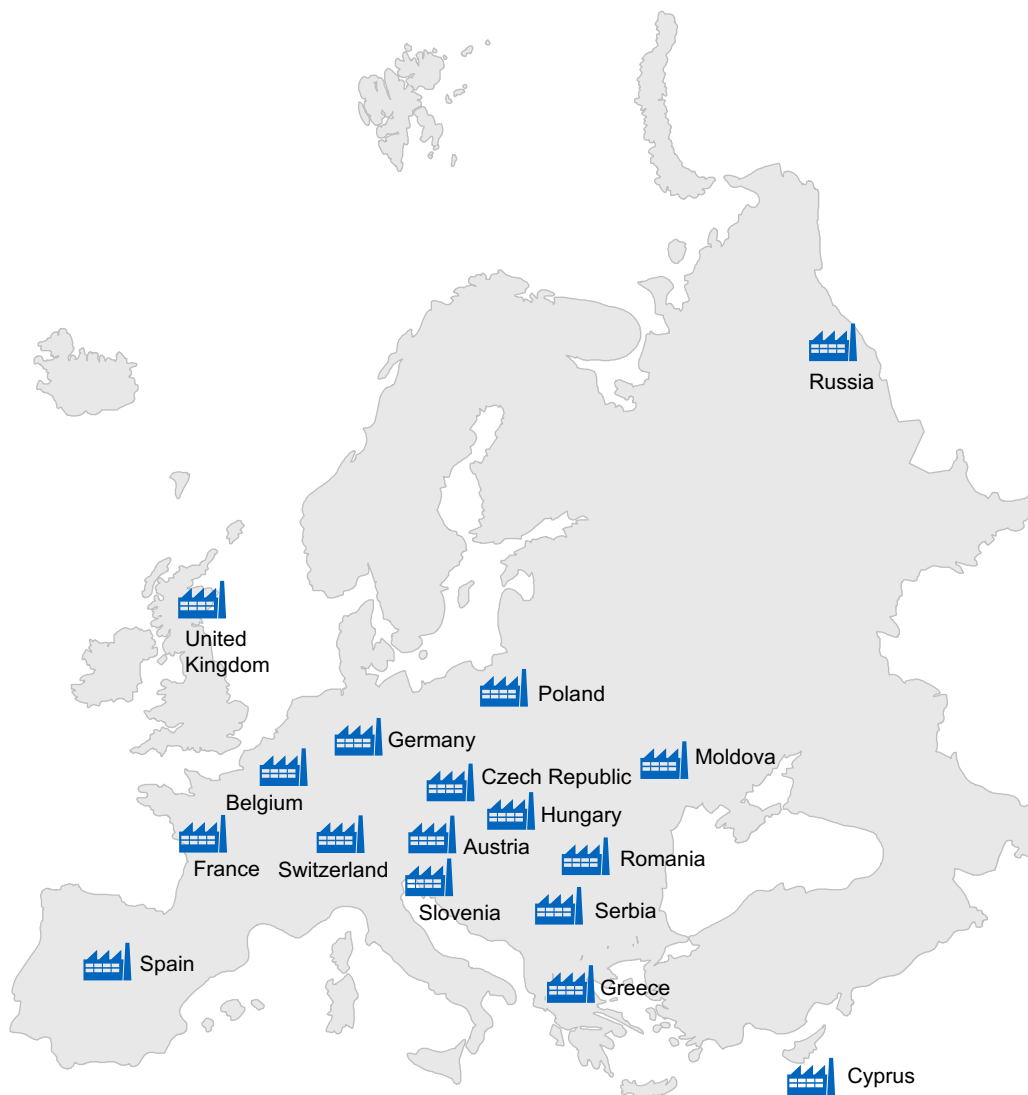 Russia
United
Kingdom
Poland
Germany
Moldova
Czech Republic
Belgium
Hungary
Austria
Romania
France
Switzerland
Slovenia
Serbia
Spain
Greece
Cyprus